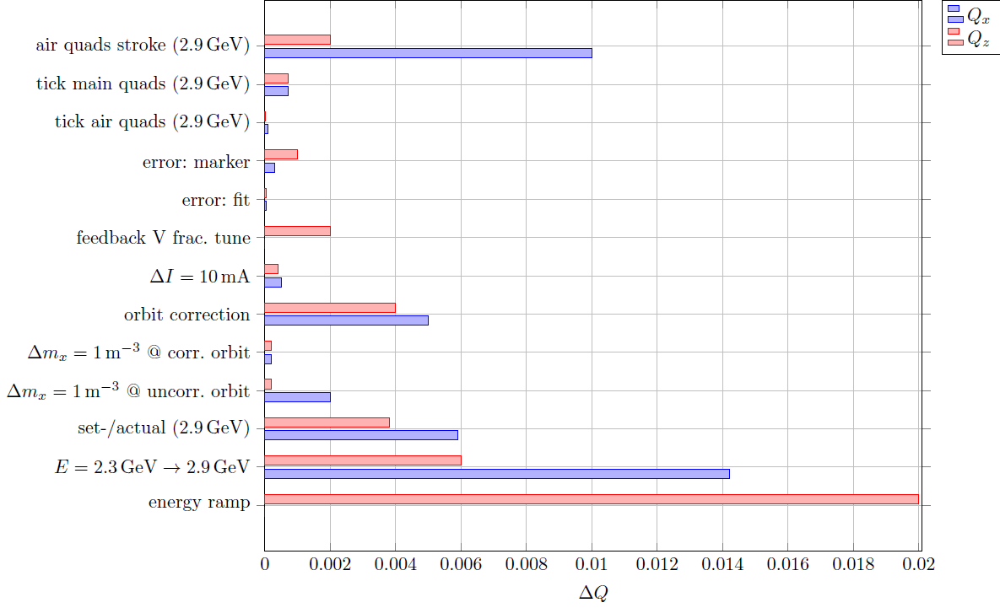 Q_x
Q_z
air quads stroke (2.9 GeV)
tick main quads (2.9 GeV)
tick air quads (2.9 GeV)
error: marker
error: fit
feedback V frac. tune
ΔI = 10 mA
orbit correction
Δm_x = 1 m⁻³ @ corr. orbit
Δm_x = 1 m⁻³ @ uncorr. orbit
set-/actual (2.9 GeV)
E = 2.3 GeV → 2.9 GeV
energy ramp
0 0.002 0.004 0.006 0.008 0.01 0.012 0.014 0.016 0.018 0.02
ΔQ